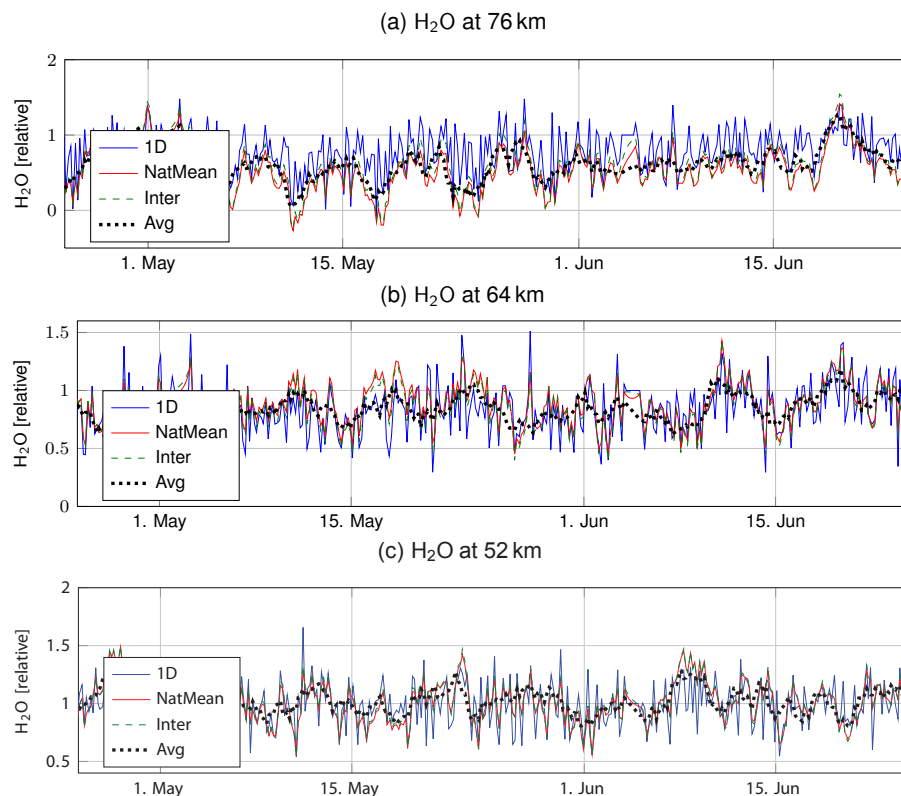 (a) H₂O at 76 km
2
1
0
H₂O [relative]
1D
NatMean
Inter
Avg
1. May
15. May
1. Jun
15. Jun
(b) H₂O at 64 km
1.5
1
0.5
0
H₂O [relative]
1D
NatMean
Inter
Avg
1. May
15. May
1. Jun
15. Jun
(c) H₂O at 52 km
2
1.5
1
0.5
H₂O [relative]
1D
NatMean
Inter
Avg
1. May
15. May
1. Jun
15. Jun